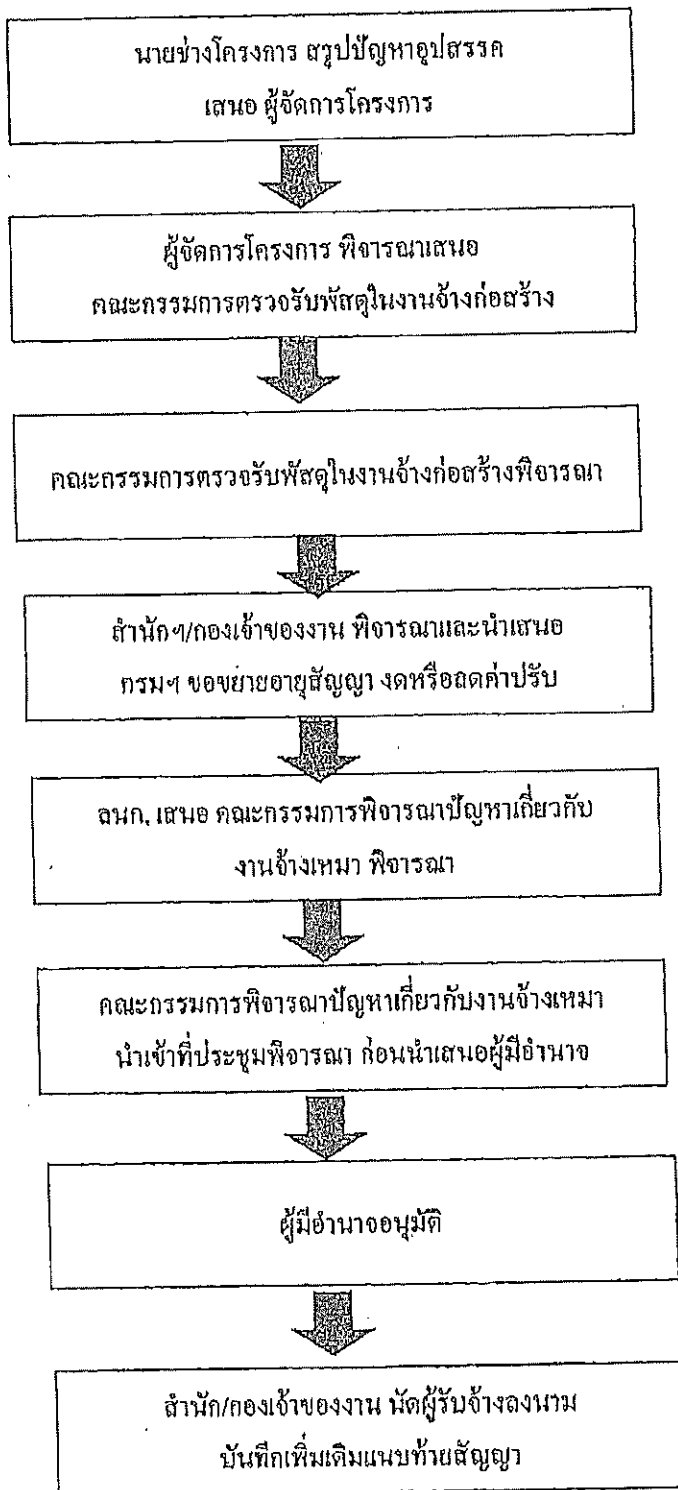 นายช่างโครงการ สรุปปัญหาอุปสรรค
เสนอ ผู้จัดการโครงการ
ผู้จัดการโครงการ พิจารณาเสนอ
คณะกรรมการตรวจรับพัสดุในงานจ้างก่อสร้าง
คณะกรรมการตรวจรับพัสดุในงานจ้างก่อสร้างพิจารณา
สำนักฯ/กองเจ้าของงาน พิจารณาและนำเสนอ
กรมฯ ขอขยายอายุสัญญา งดหรือลดค่าปรับ
ลนก. เสนอ คณะกรรมการพิจารณาปัญหาเกี่ยวกับ
งานจ้างเหมา พิจารณา
คณะกรรมการพิจารณาปัญหาเกี่ยวกับงานจ้างเหมา
นำเข้าที่ประชุมพิจารณา ก่อนนำเสนอผู้มีอำนาจ
ผู้มีอำนาจอนุมัติ
สำนัก/กองเจ้าของงาน นัดผู้รับจ้างลงนาม
บันทึกเพิ่มเติมแนบท้ายสัญญา